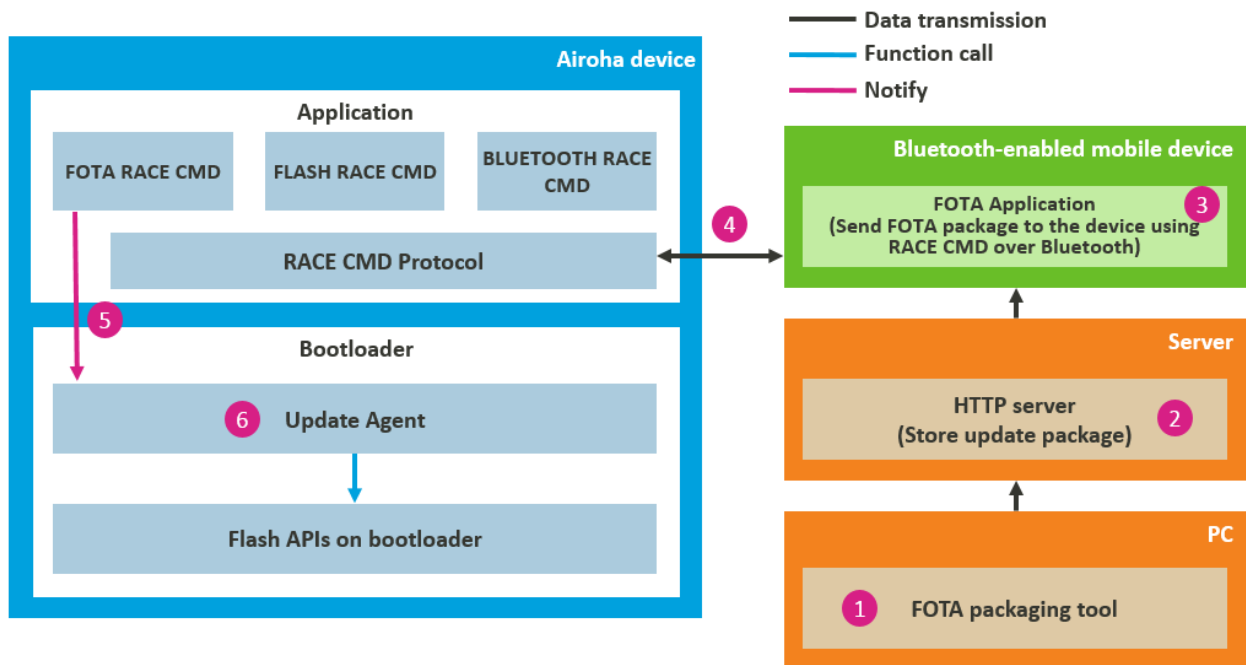 Data transmission
Function call
Notify
Airoha device
Application
FOTA RACE CMD
FLASH RACE CMD
BLUETOOTH RACE
CMD
RACE CMD Protocol
4
5
Bootloader
6
Update Agent
Flash APIs on bootloader
Bluetooth-enabled mobile device
FOTA Application
3
(Send FOTA package to the device using
RACE CMD over Bluetooth)
Server
HTTP server
(Store update package)
2
PC
1
FOTA packaging tool